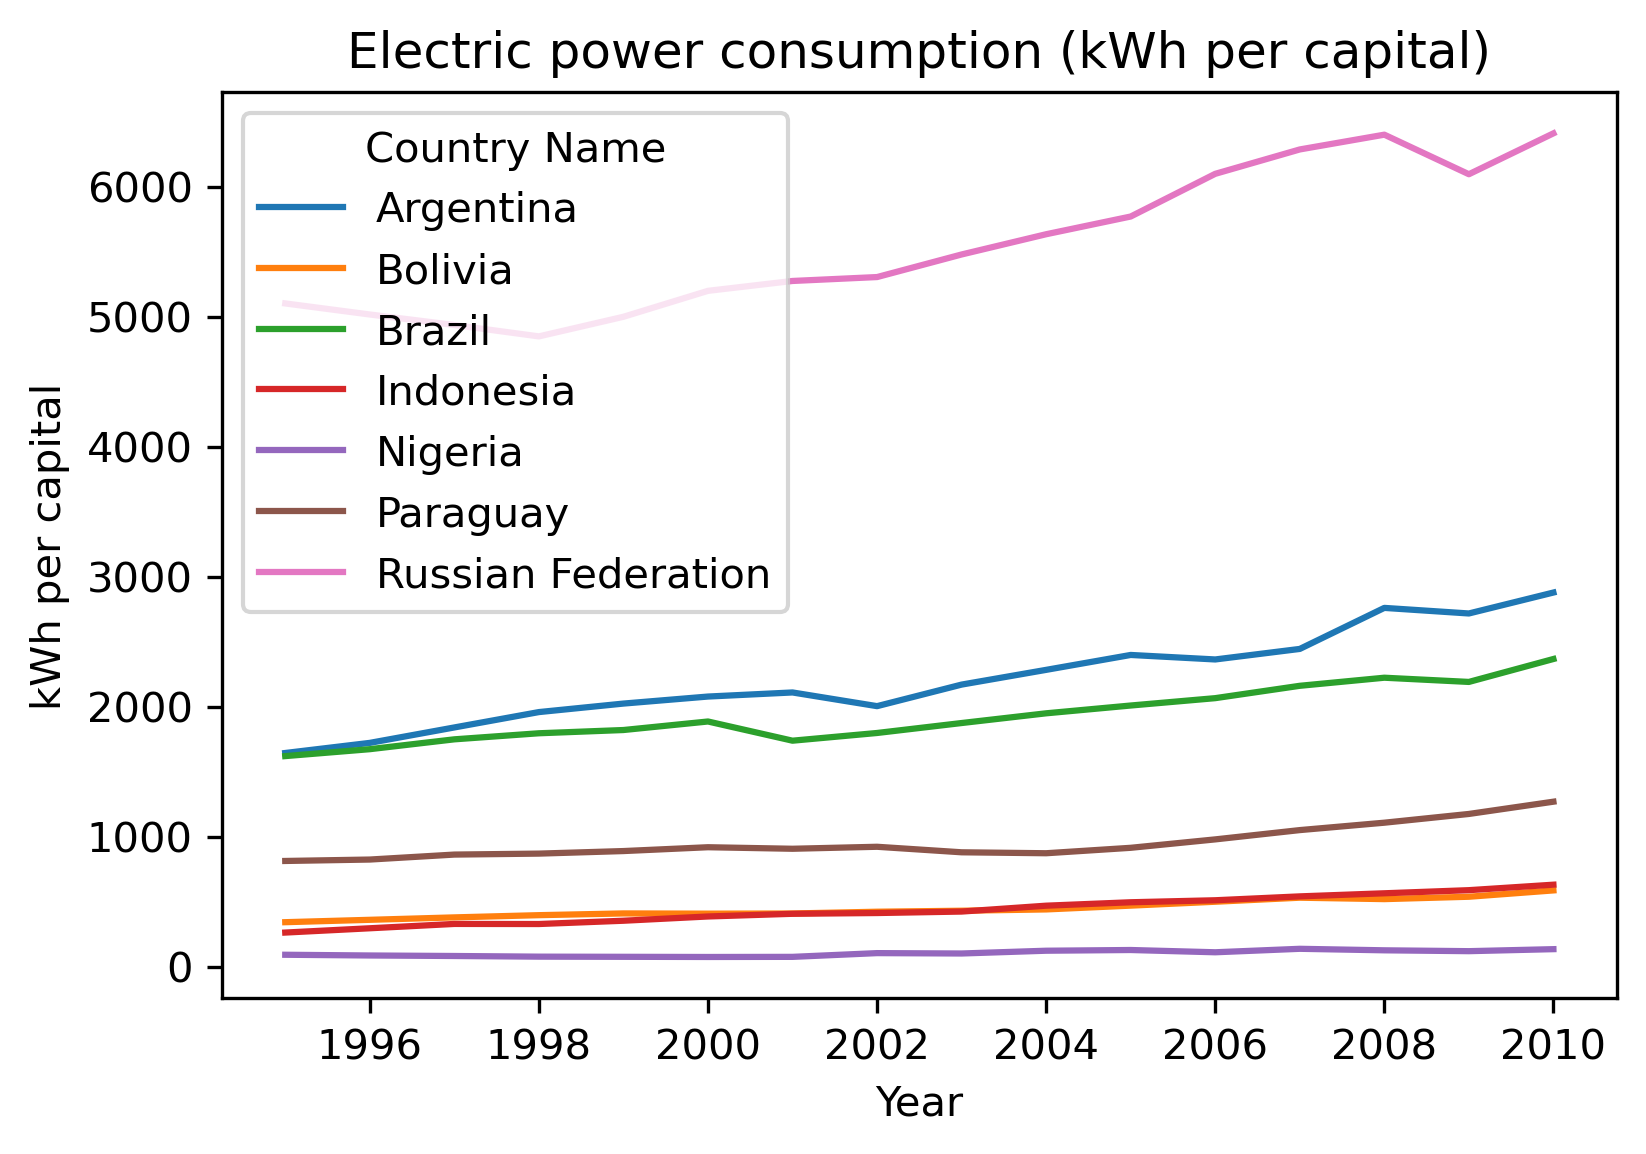 Electric power consumption (kWh per capital)
Country Name
Argentina
Bolivia
Brazil
Indonesia
Nigeria
Paraguay
Russian Federation
kWh per capital
6000
5000
4000
3000
2000
1000
0
1996 1998 2000 2002 2004 2006 2008 2010
Year